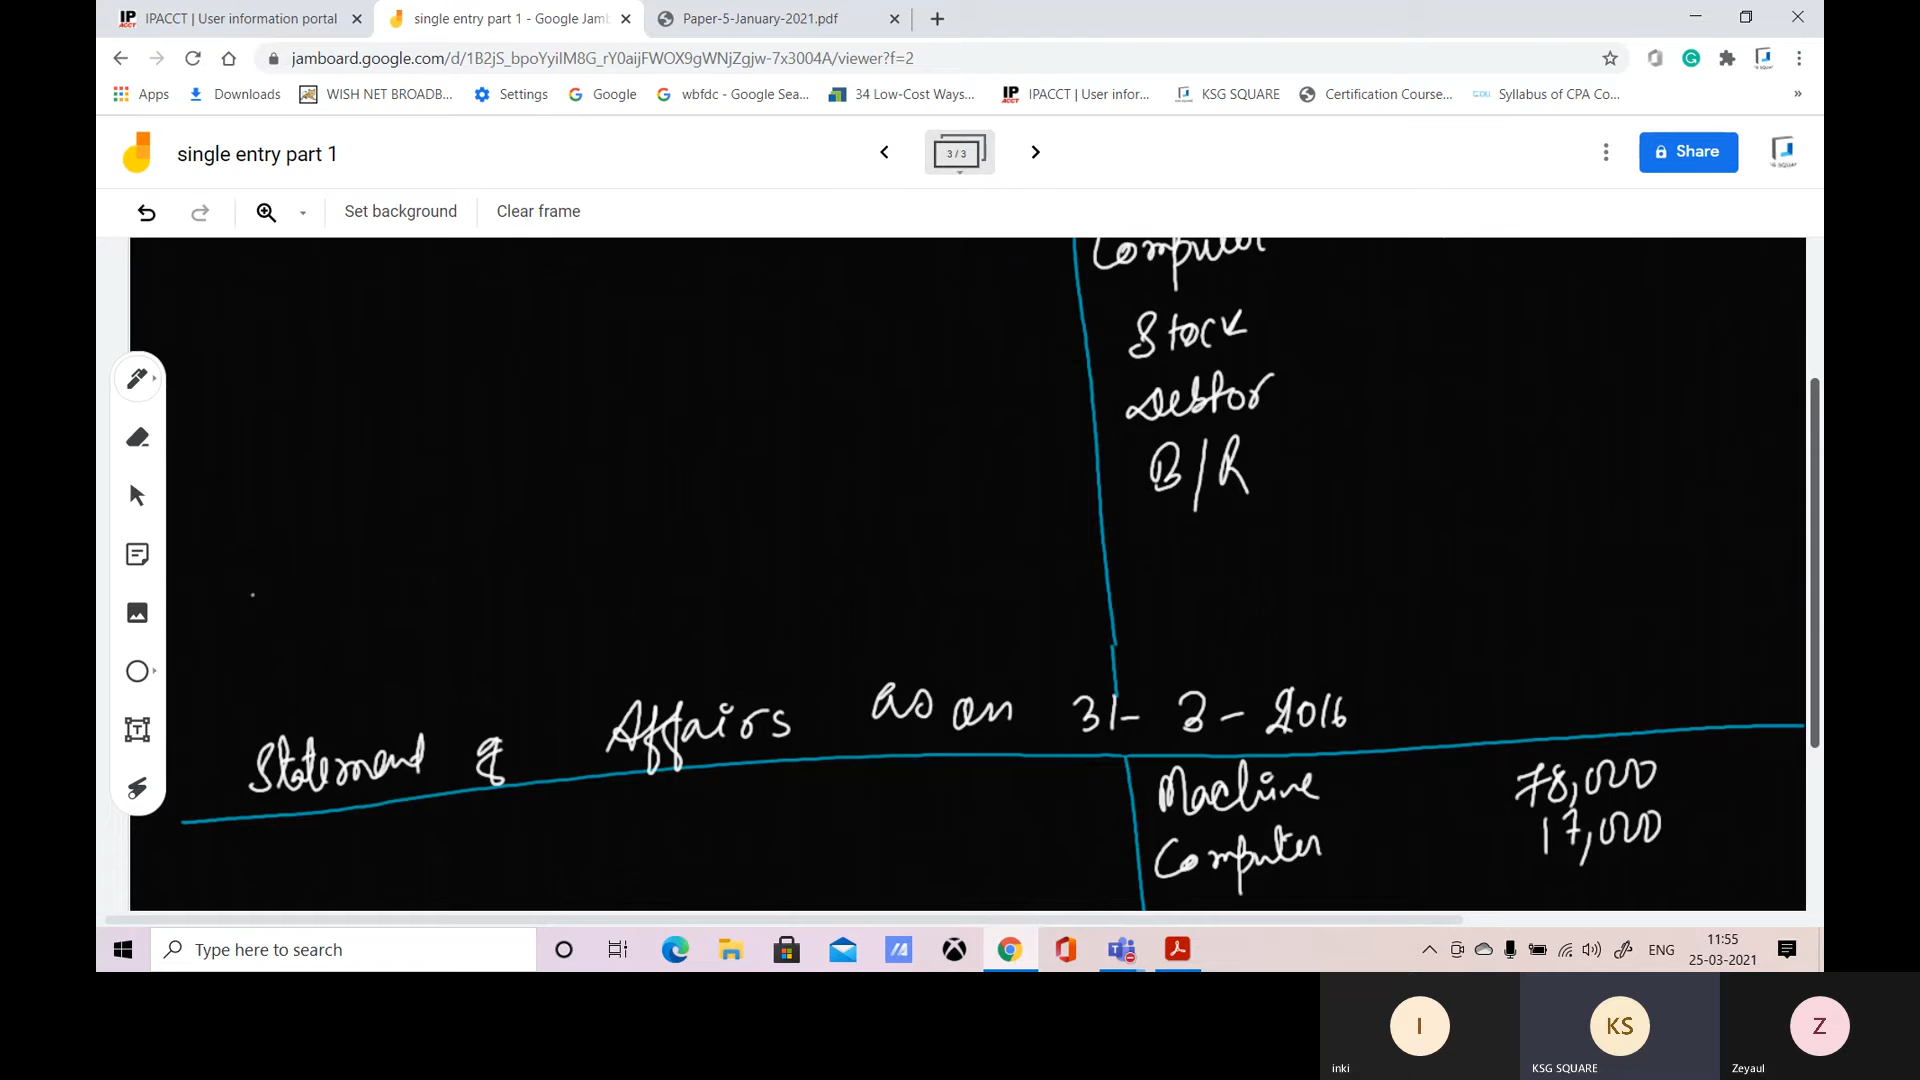 IPACCT | User information portal
single entry part 1 - Google Jamb
Paper-5-January-2021.pdf
jamboard.google.com/d/1B2jS_bpoYyiIM8G_rY0aijFWOX9gWNjZgjw-7x3004A/viewer?f=2
Apps Downloads WISH NET BROADB... Settings Google wbfdc - Google Sea... 34 Low-Cost Ways... IPACCT | User infor... KSG SQUARE Certification Course... Syllabus of CPA Co... »
single entry part 1
3 / 3
Share
Set background Clear frame
Computer
Stock
Debtor
B/R
Statement of Affairs as on 31-3-2016
Machine 78,000
Computer 17,000
Type here to search
ENG
11:55
25-03-2021
I KS Z
inki KSG SQUARE Zeyaul